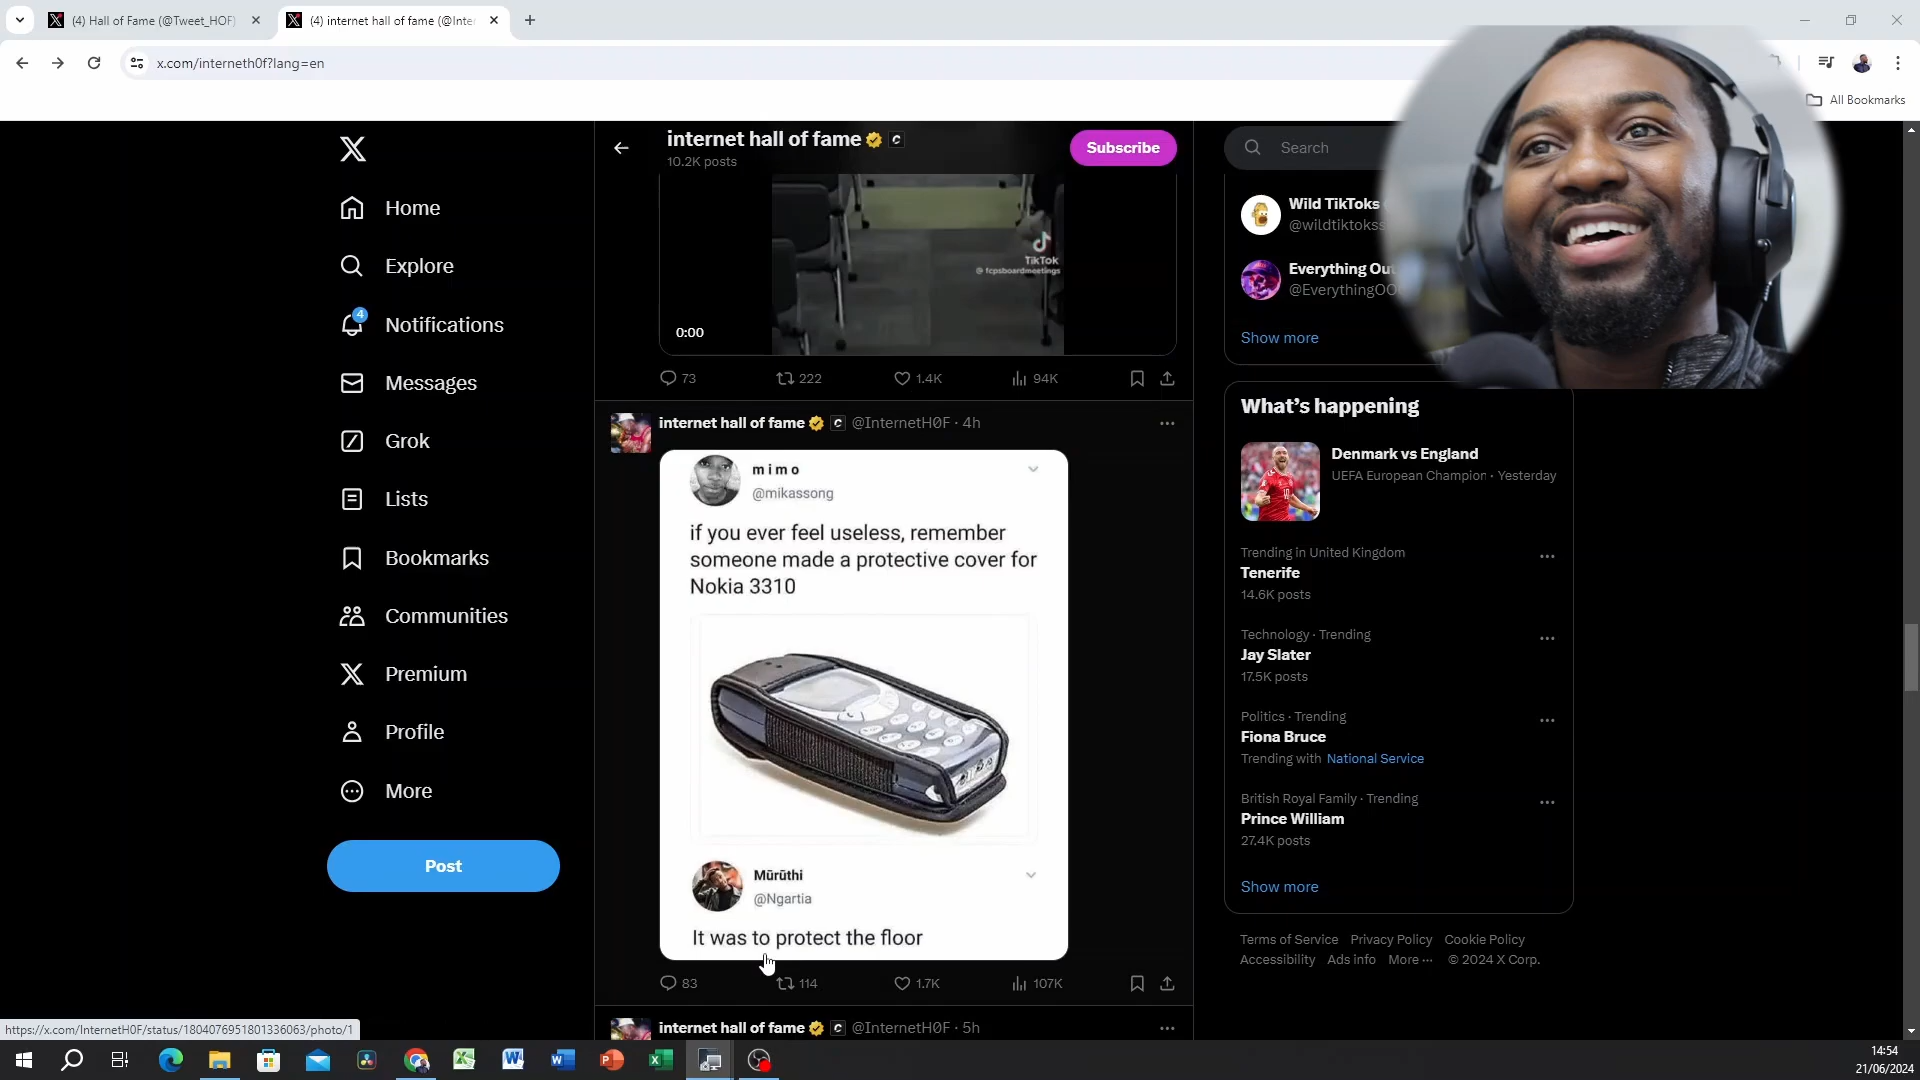 (4) Hall of Fame (@Tweet_HOF)
(4) internet hall of fame (@Inte
x.com/interneth0f?lang=en
All Bookmarks
internet hall of fame
10.2K posts
Subscribe
Search
Home
Explore
4
Notifications
Messages
Grok
Lists
Bookmarks
Communities
Premium
Profile
More
Post
TikTok
@ fcpsboardmeetings
0:00
73
222
1.4K
94K
internet hall of fame @InternetH0F · 4h
mimo
@mikassong
if you ever feel useless, remember
someone made a protective cover for
Nokia 3310
Mūrūthi
@Ngartia
It was to protect the floor
83
114
1.7K
107K
internet hall of fame @InternetH0F · 5h
Wild TikToks
@wildtiktokss
Everything Ou
@EverythingOO
Show more
What's happening
Denmark vs England
UEFA European Champion · Yesterday
Trending in United Kingdom
Tenerife
14.6K posts
Technology · Trending
Jay Slater
17.5K posts
Politics · Trending
Fiona Bruce
Trending with National Service
British Royal Family · Trending
Prince William
27.4K posts
Show more
Terms of Service Privacy Policy Cookie Policy
Accessibility Ads info More ··· © 2024 X Corp.
https://x.com/InternetH0F/status/1804076951801336063/photo/1
14:54
21/06/2024